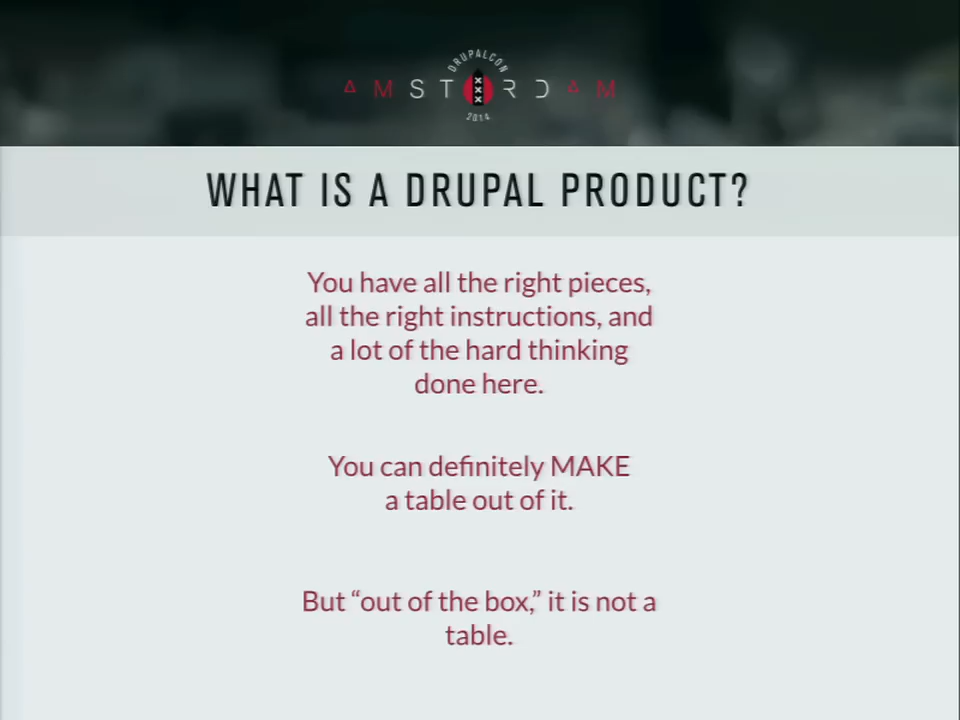 DRUPALCON
AMSTERDAM
2014
WHAT IS A DRUPAL PRODUCT?
You have all the right pieces,
all the right instructions, and
a lot of the hard thinking
done here.
You can definitely MAKE
a table out of it.
But “out of the box,” it is not a
table.